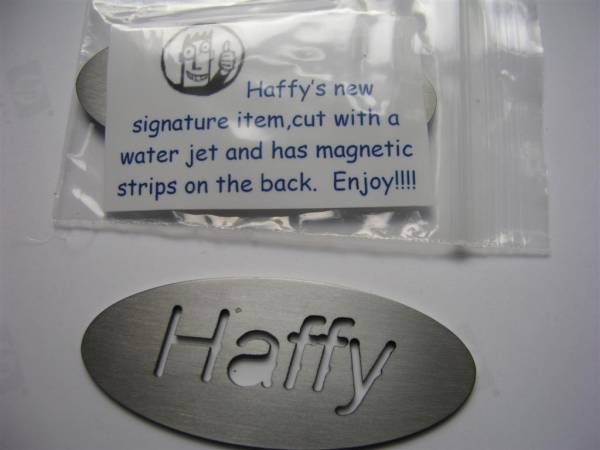 Haffy's new
signature item,cut with a
water jet and has magnetic
strips on the back. Enjoy!!!!
Haffy